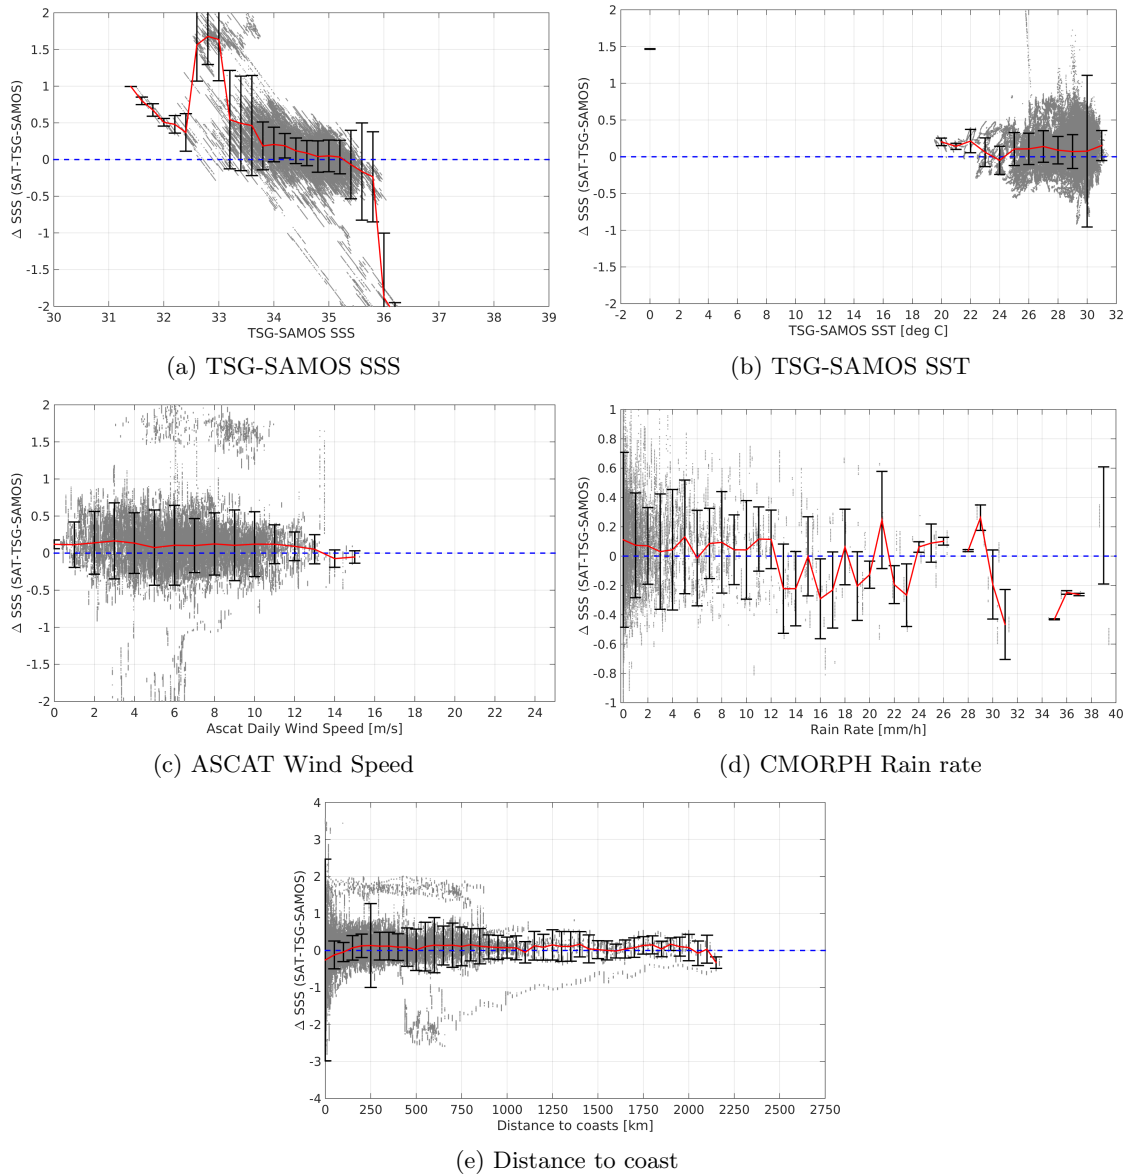 2
1.5
1
0.5
0
-0.5
-1
-1.5
-2
Δ SSS (SAT-TSG-SAMOS)
30 31 32 33 34 35 36 37 38 39
TSG-SAMOS SSS
(a) TSG-SAMOS SSS
2
1.5
1
0.5
0
-0.5
-1
-1.5
-2
Δ SSS (SAT-TSG-SAMOS)
-2 0 2 4 6 8 10 12 14 16 18 20 22 24 26 28 30 32
TSG-SAMOS SST [deg C]
(b) TSG-SAMOS SST
2
1.5
1
0.5
0
-0.5
-1
-1.5
-2
Δ SSS (SAT-TSG-SAMOS)
0 2 4 6 8 10 12 14 16 18 20 22 24
Ascat Daily Wind Speed [m/s]
(c) ASCAT Wind Speed
1
0.8
0.6
0.4
0.2
0
-0.2
-0.4
-0.6
-0.8
-1
Δ SSS (SAT-TSG-SAMOS)
0 2 4 6 8 10 12 14 16 18 20 22 24 26 28 30 32 34 36 38 40
Rain Rate [mm/h]
(d) CMORPH Rain rate
4
3
2
1
0
-1
-2
-3
-4
Δ SSS (SAT-TSG-SAMOS)
0 250 500 750 1000 1250 1500 1750 2000 2250 2500 2750
Distance to coasts [km]
(e) Distance to coast